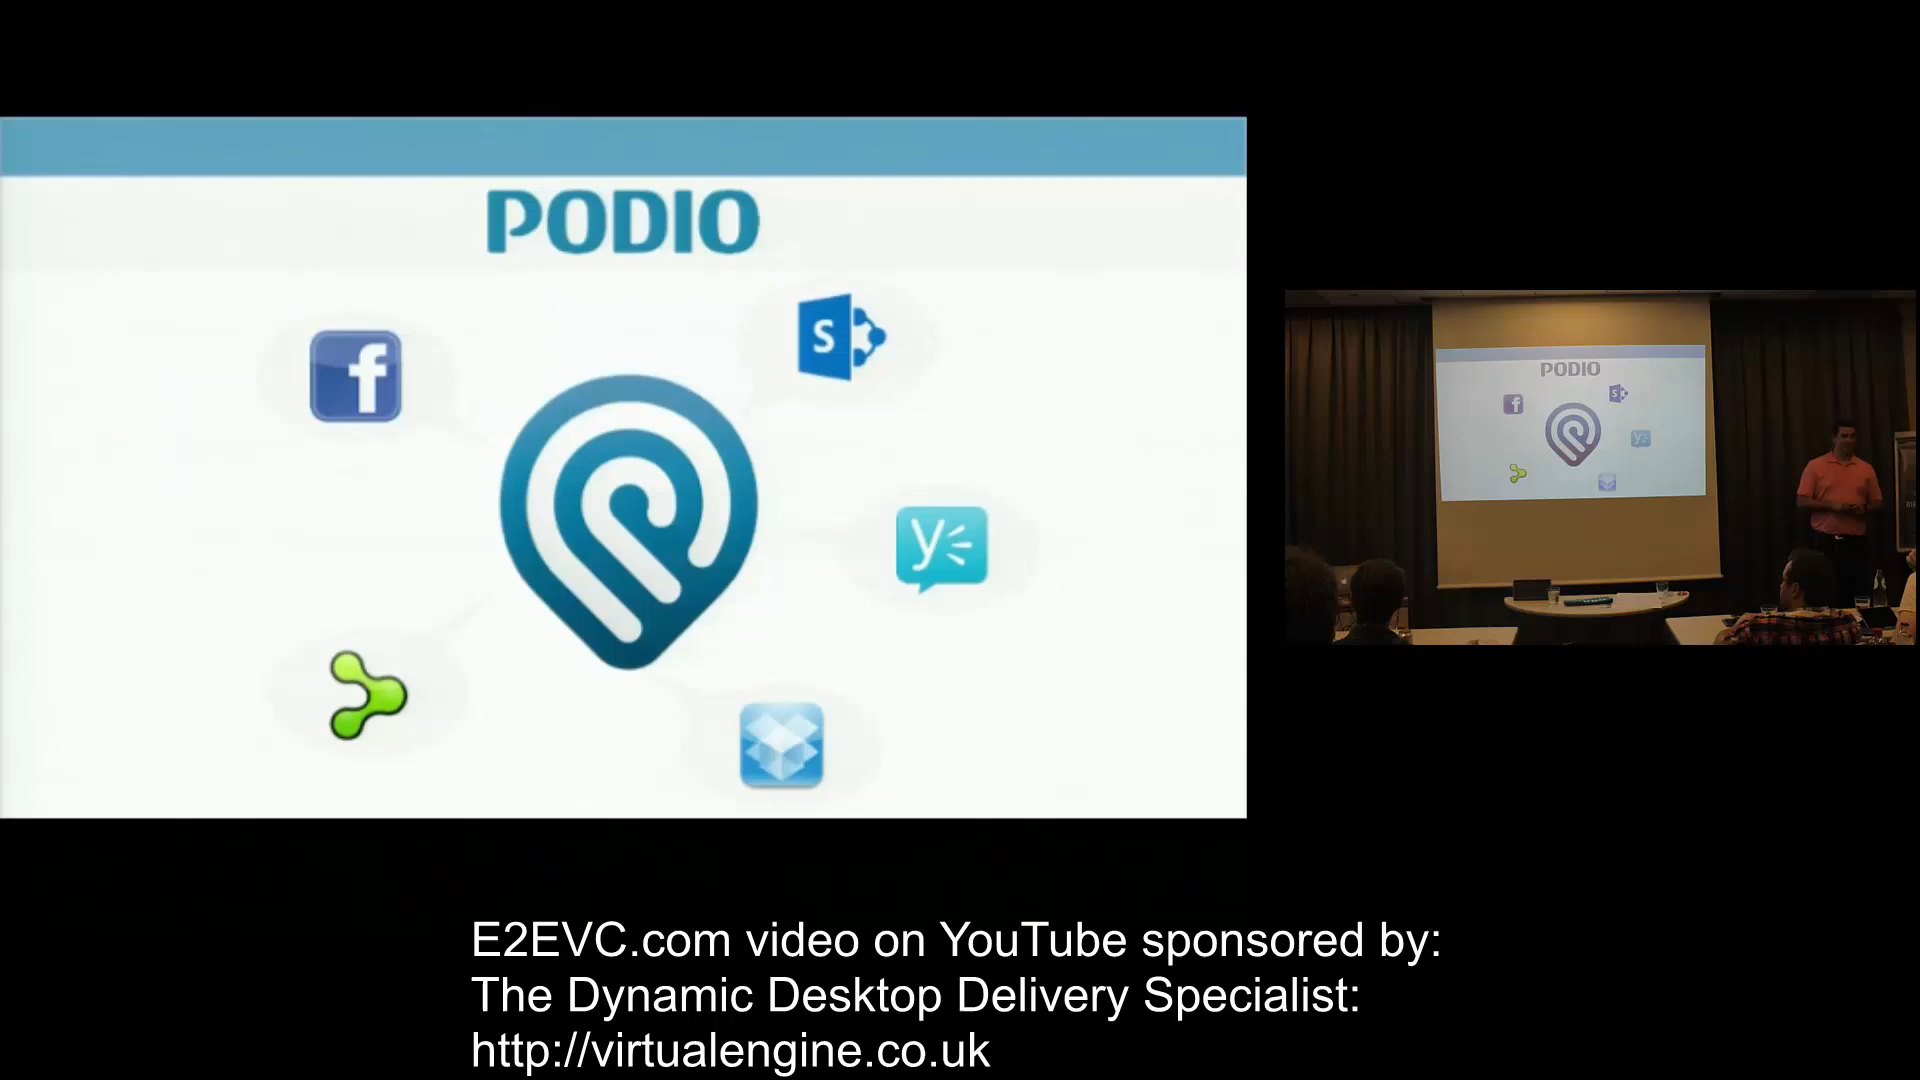 PODIO
f
S
y
PODIO
f
S
y
E2EVC.com video on YouTube sponsored by:
The Dynamic Desktop Delivery Specialist:
http://virtualengine.co.uk